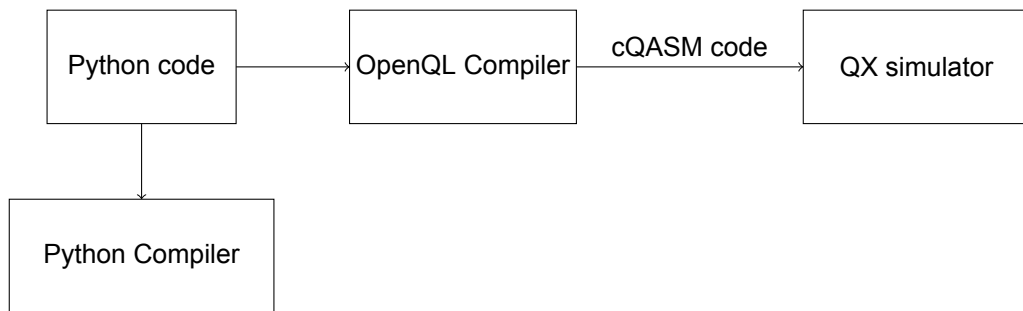 Python code
OpenQL Compiler
cQASM code
QX simulator
Python Compiler